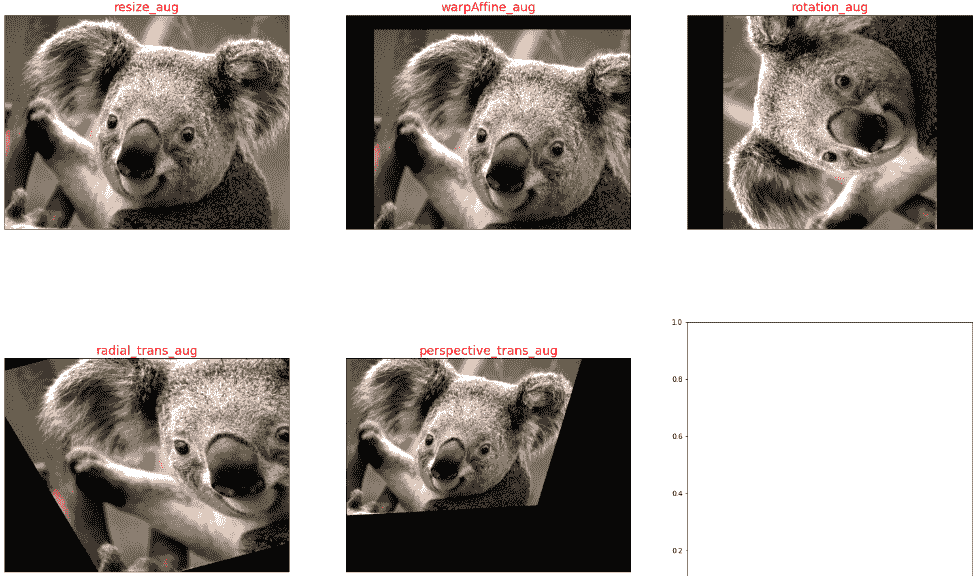 resize_aug
warpAffine_aug
rotation_aug
radial_trans_aug
perspective_trans_aug
1.0
0.8
0.6
0.4
0.2